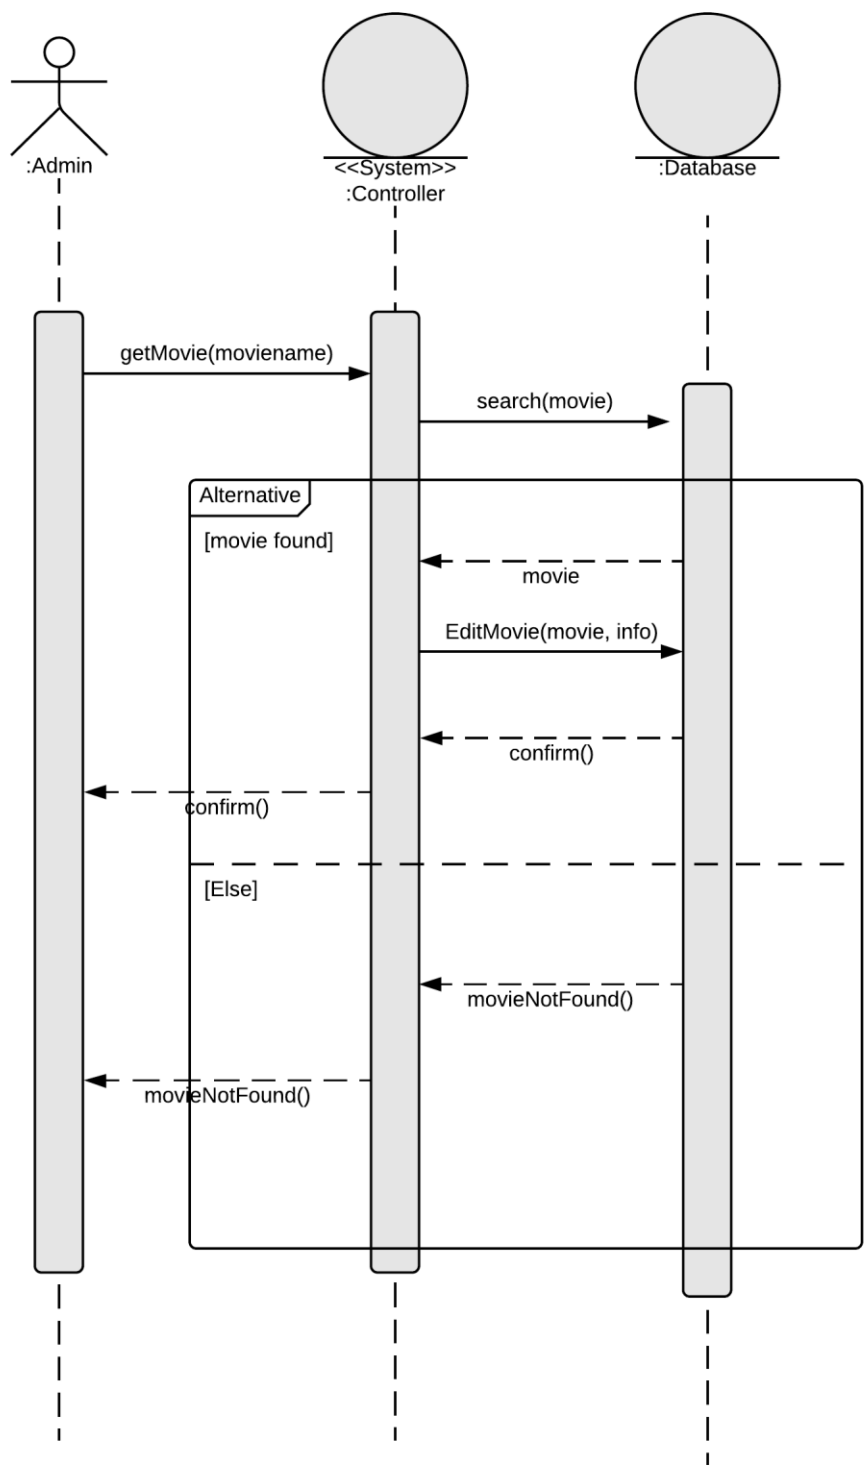 :Admin
<<System>>
:Controller
:Database
getMovie(moviename)
search(movie)
Alternative
[movie found]
movie
EditMovie(movie, info)
confirm()
confirm()
[Else]
movieNotFound()
movieNotFound()